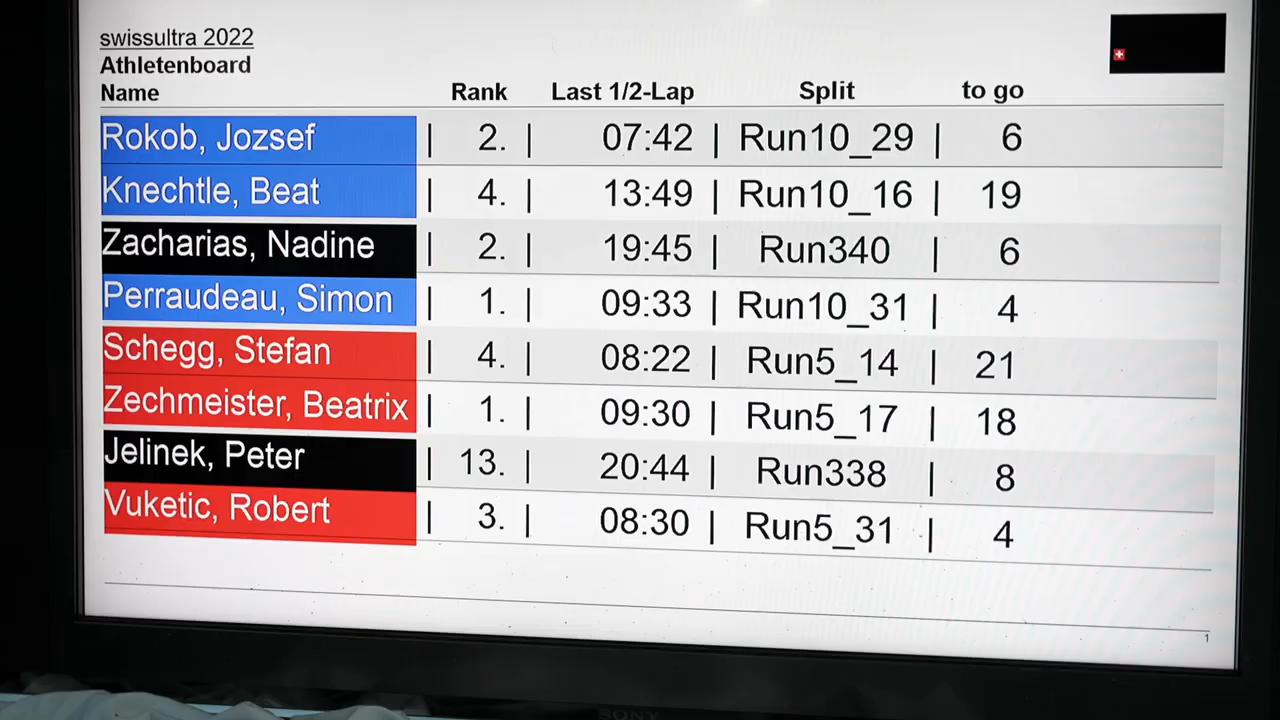 swissultra 2022
Athletenboard
Name Rank Last 1/2-Lap Split to go
Rokob, Jozsef | 2. | 07:42 | Run10_29 | 6
Knechtle, Beat | 4. | 13:49 | Run10_16 | 19
Zacharias, Nadine | 2. | 19:45 | Run340 | 6
Perraudeau, Simon | 1. | 09:33 | Run10_31 | 4
Schegg, Stefan | 4. | 08:22 | Run5_14 | 21
Zechmeister, Beatrix | 1. | 09:30 | Run5_17 | 18
Jelinek, Peter | 13. | 20:44 | Run338 | 8
Vuketic, Robert | 3. | 08:30 | Run5_31 | 4
1
SONY